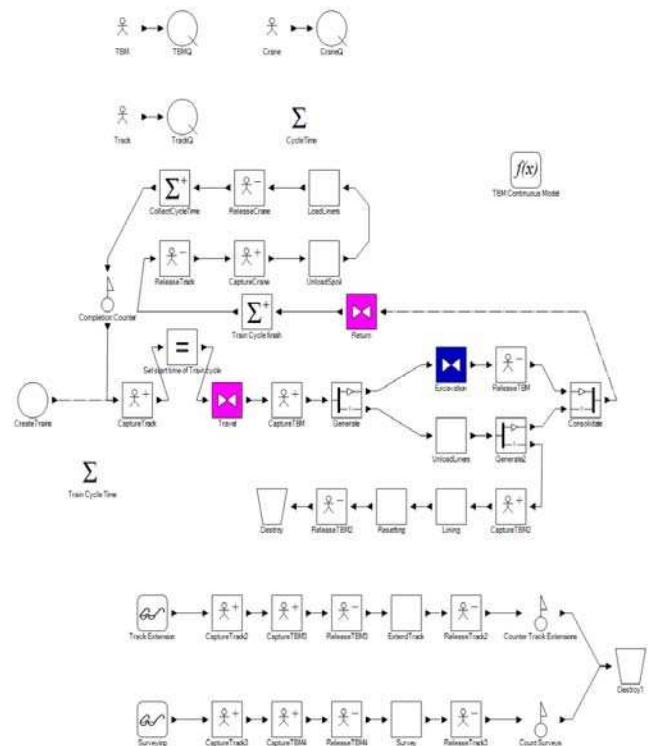 TBM
TBMQ
Crane
CraneQ
Track
TrackQ
Σ
CycleTime
f(x)
TBM Continuous Model
Σ+
CollectCycleTime
ReleaseCrane
LoadLiners
ReleaseTrack
CaptureCrane
UnloadSpoil
Completion Counter
Σ+
Train Cycle finish
Return
=
Set start time of Train cycle
CreateTrains
CaptureTrack
Travel
CaptureTBM
Generate
Excavation
ReleaseTBM
UnloadLiners
Generate2
Consolidate
Σ
Train Cycle Time
Destroy
ReleaseTBM2
Resetting
Lining
CaptureTBM2
Track Extension
CaptureTrack2
CaptureTBM3
ReleaseTBM3
ExtendTrack
ReleaseTrack2
Counter Track Extensions
Destroy1
Surveying
CaptureTrack3
CaptureTBM4
ReleaseTBM4
Survey
ReleaseTrack3
Count Surveys